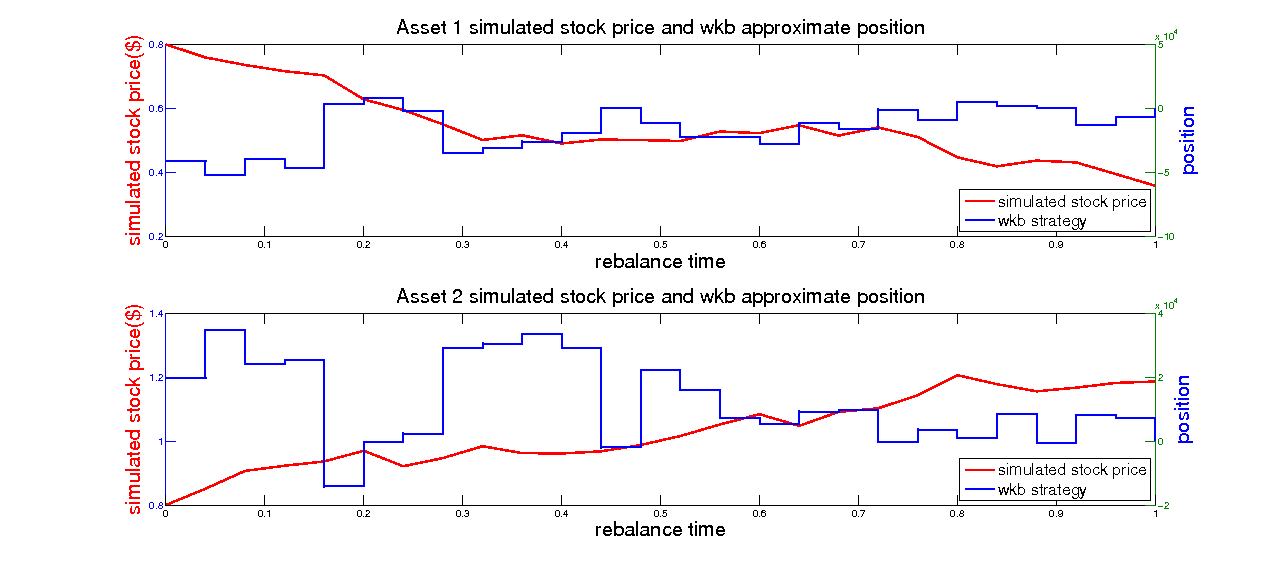 Asset 1 simulated stock price and wkb approximate position
x 10^4
simulated stock price($)
0.8
0.6
0.4
0.2
5
0
−5
−10
position
simulated stock price
wkb strategy
0 0.1 0.2 0.3 0.4 0.5 0.6 0.7 0.8 0.9 1
rebalance time
Asset 2 simulated stock price and wkb approximate position
x 10^4
simulated stock price($)
1.4
1.2
1
0.8
4
2
0
−2
position
simulated stock price
wkb strategy
0 0.1 0.2 0.3 0.4 0.5 0.6 0.7 0.8 0.9 1
rebalance time